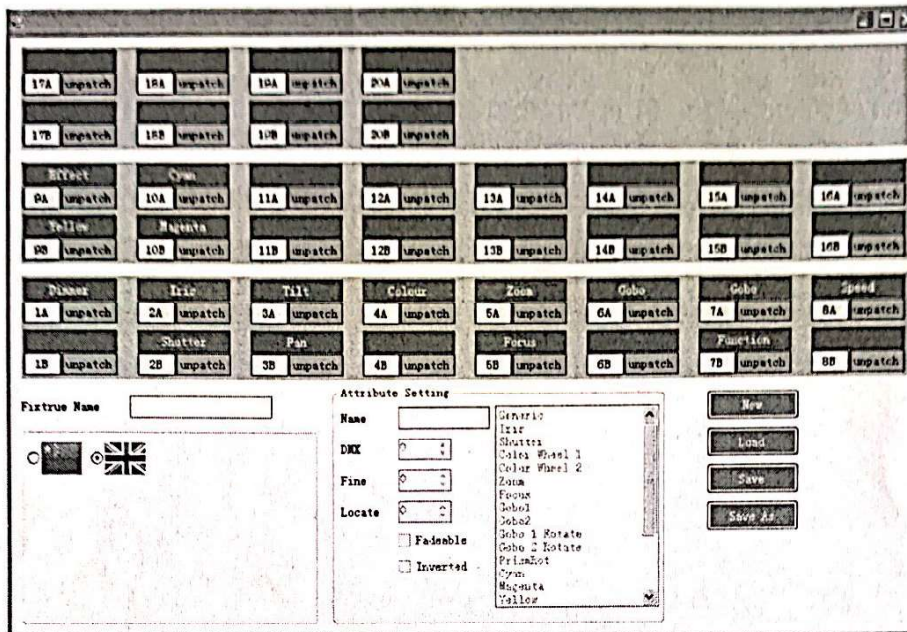 17A unpatch 18A unpatch 19A unpatch 20A unpatch
17B unpatch 18B unpatch 19B unpatch 20B unpatch
Effect Cyan
9A unpatch 10A unpatch 11A unpatch 12A unpatch 13A unpatch 14A unpatch 15A unpatch 16A unpatch
Yellow Magenta
9B unpatch 10B unpatch 11B unpatch 12B unpatch 13B unpatch 14B unpatch 15B unpatch 16B unpatch
Dimmer Iris Tilt Colour Zoom Gobo Gobo Speed
1A unpatch 2A unpatch 3A unpatch 4A unpatch 5A unpatch 6A unpatch 7A unpatch 8A unpatch
Shutter Pan Focus Function
1B unpatch 2B unpatch 3B unpatch 4B unpatch 5B unpatch 6B unpatch 7B unpatch 8B unpatch
Fixtrue Name
Attribute Setting
Name
DMX
Fine
Locate
Fadeable
Inverted
Generic
Iris
Shutter
Color Wheel 1
Color Wheel 2
Zoom
Focus
Gobo1
Gobo2
Gobo 1 Rotate
Gobo 2 Rotate
PrismRot
Cyan
Magenta
Yellow
New
Load
Save
Save As